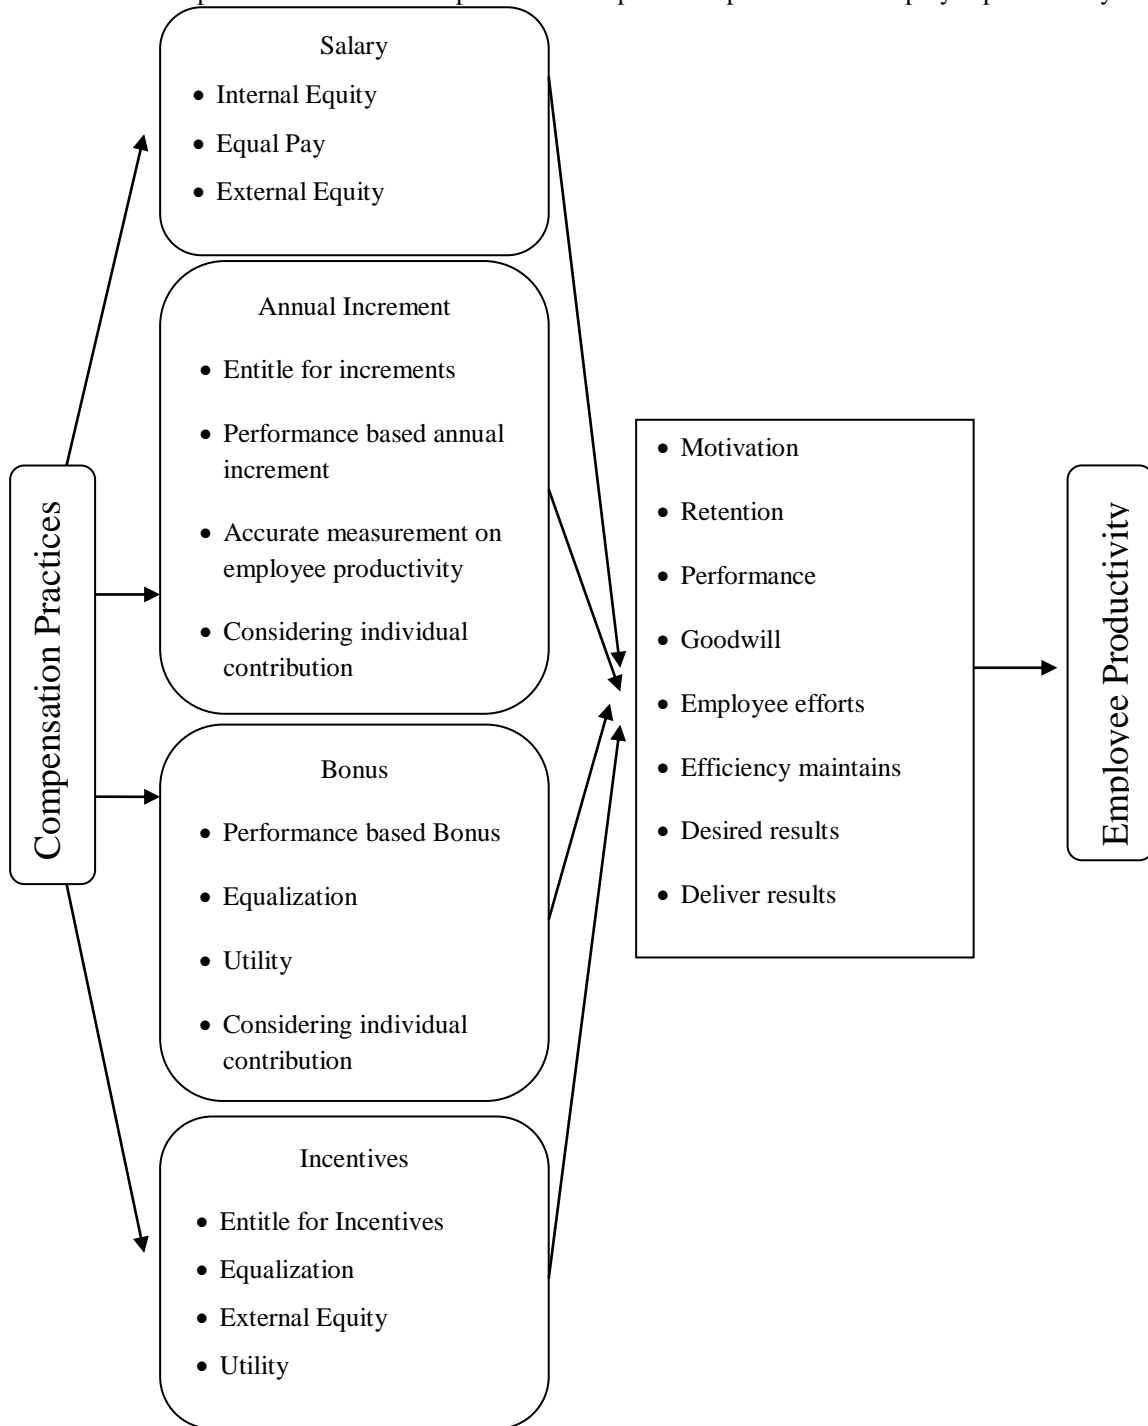 Salary
• Internal Equity
• Equal Pay
• External Equity
Annual Increment
• Entitle for increments
• Performance based annual
increment
• Accurate measurement on
employee productivity
• Considering individual
contribution
Bonus
• Performance based Bonus
• Equalization
• Utility
• Considering individual
contribution
Incentives
• Entitle for Incentives
• Equalization
• External Equity
• Utility
Compensation Practices
• Motivation
• Retention
• Performance
• Goodwill
• Employee efforts
• Efficiency maintains
• Desired results
• Deliver results
Employee Productivity